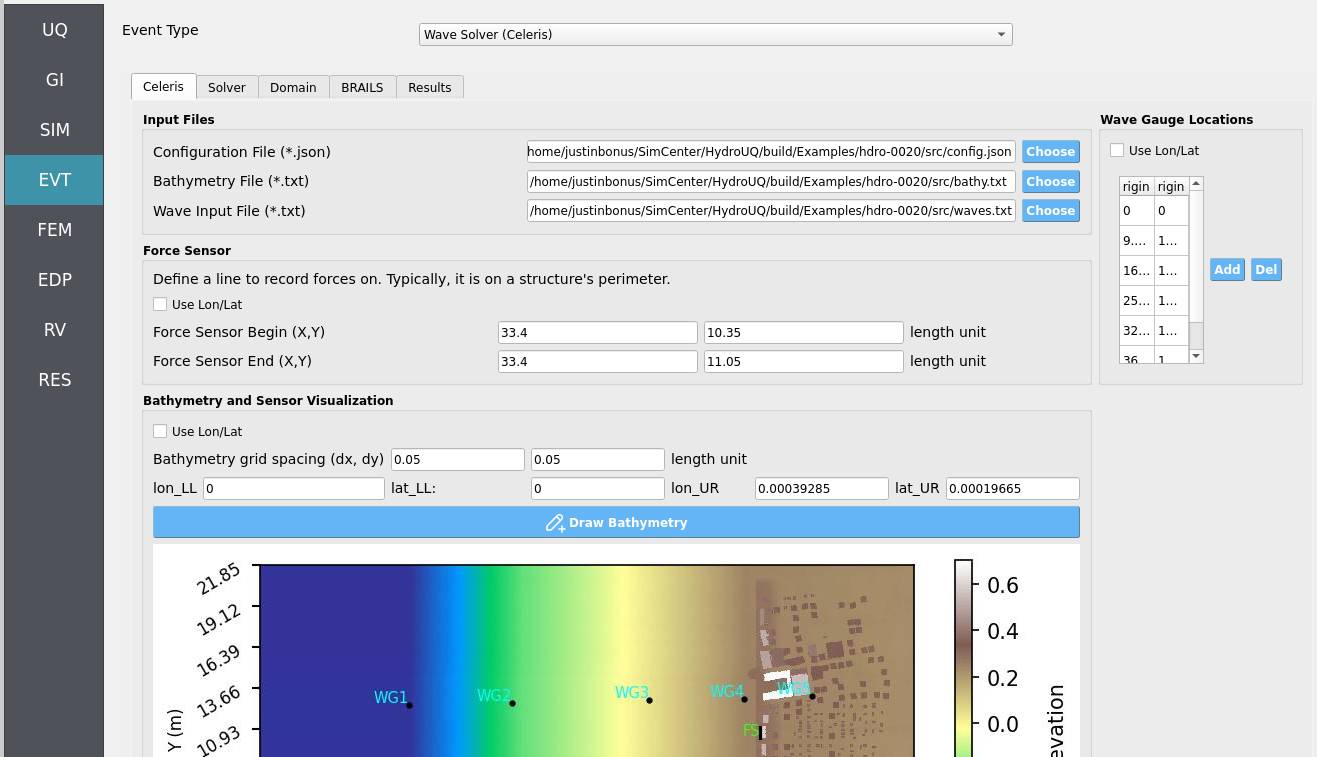 UQ
GI
SIM
EVT
FEM
EDP
RV
RES
Event Type
Wave Solver (Celeris)
Celeris Solver Domain BRAILS Results
Input Files
Configuration File (*.json) home/justinbonus/SimCenter/HydroUQ/build/Examples/hdro-0020/src/config.json Choose
Bathymetry File (*.txt) /home/justinbonus/SimCenter/HydroUQ/build/Examples/hdro-0020/src/bathy.txt Choose
Wave Input File (*.txt) /home/justinbonus/SimCenter/HydroUQ/build/Examples/hdro-0020/src/waves.txt Choose
Force Sensor
Define a line to record forces on. Typically, it is on a structure's perimeter.
Use Lon/Lat
Force Sensor Begin (X,Y) 33.4 10.35 length unit
Force Sensor End (X,Y) 33.4 11.05 length unit
Wave Gauge Locations
Use Lon/Lat
rigin rigin
0 0
9.... 1...
16... 1...
25... 1...
32... 1...
36 1
Add Del
Bathymetry and Sensor Visualization
Use Lon/Lat
Bathymetry grid spacing (dx, dy) 0.05 0.05 length unit
lon_LL 0 lat_LL: 0 lon_UR 0.00039285 lat_UR 0.00019665
Draw Bathymetry
21.85
19.12
16.39
13.66
10.93
Y (m)
WG1 WG2 WG3 WG4 WG5
FS
0.6
0.4
0.2
0.0
evation